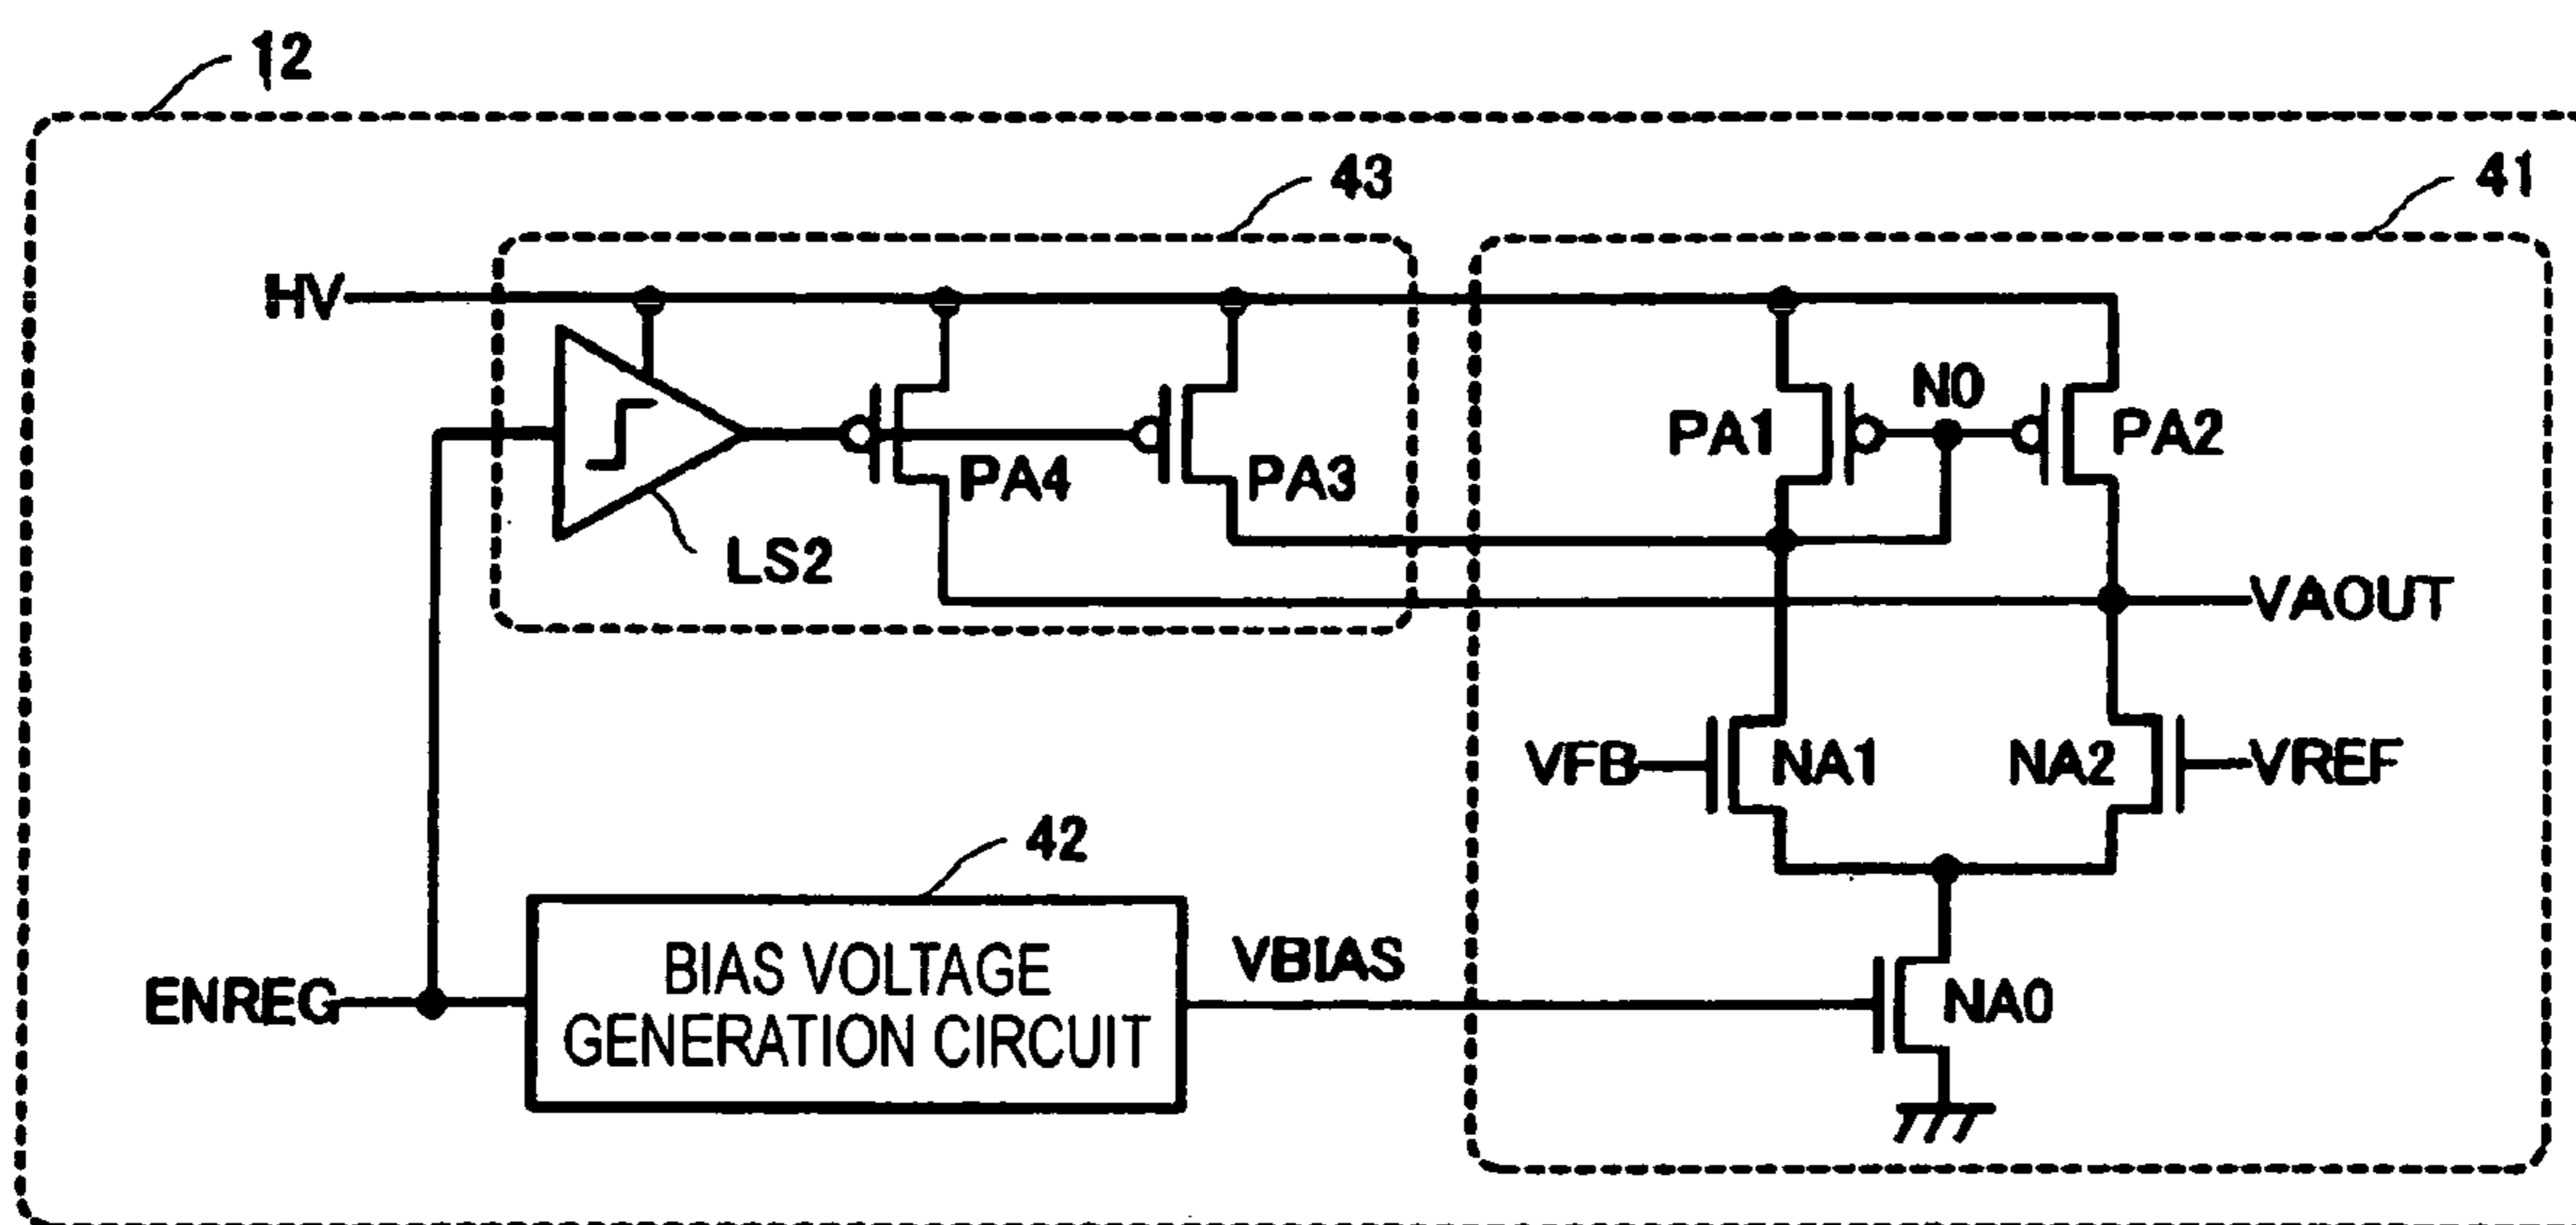 12
43
41
HV
N0
PA1
PA2
PA4
PA3
LS2
VAOUT
VFB
NA1
NA2
VREF
42
BIAS VOLTAGE
GENERATION CIRCUIT
VBIAS
ENREG
NA0